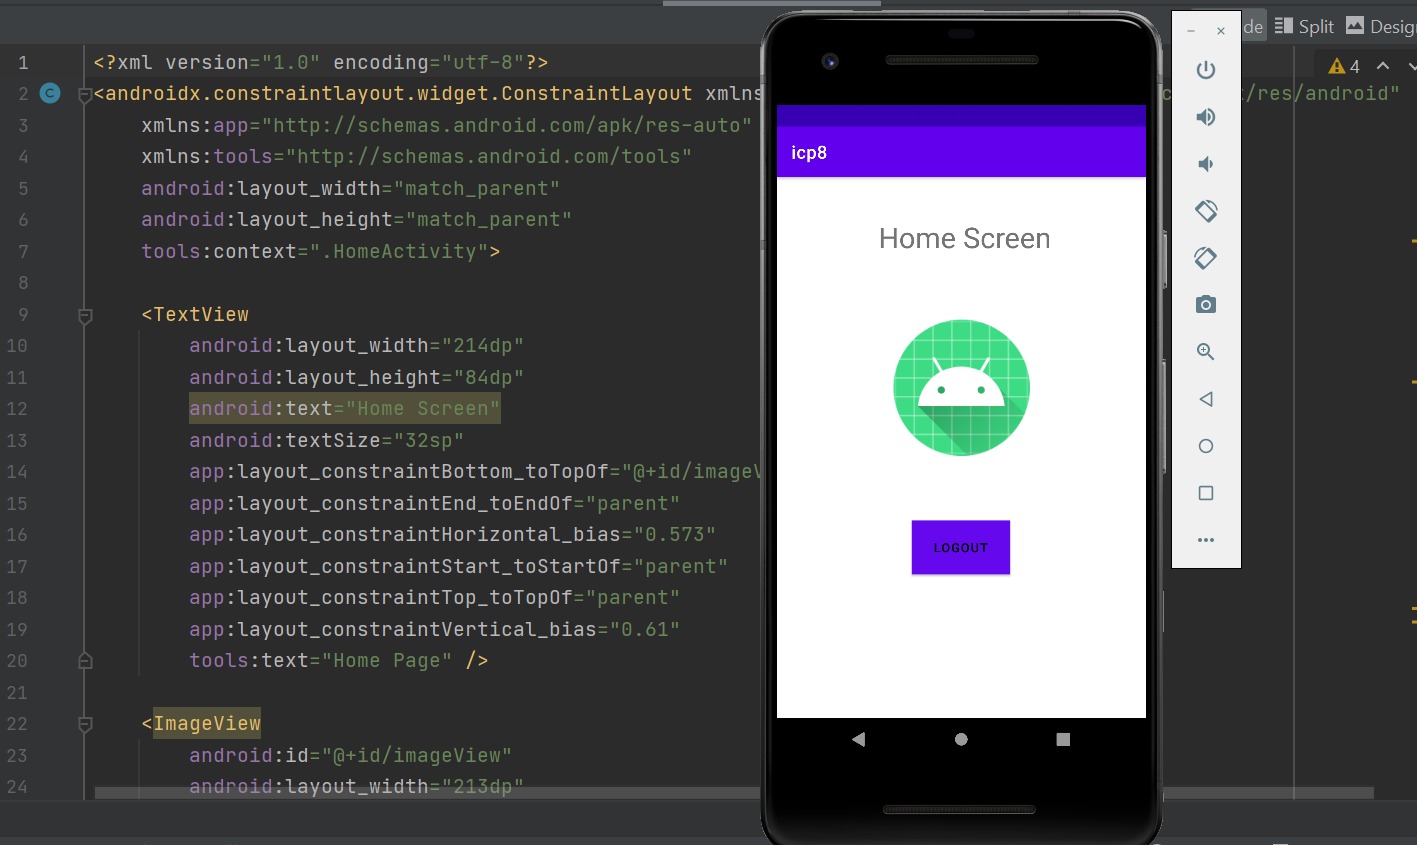 de Split Design
1 <?xml version="1.0" encoding="utf-8"?> 4
2 <androidx.constraintlayout.widget.ConstraintLayout xmlns /res/android"
3 xmlns:app="http://schemas.android.com/apk/res-auto"
4 xmlns:tools="http://schemas.android.com/tools"
5 android:layout_width="match_parent"
6 android:layout_height="match_parent"
7 tools:context=".HomeActivity">
8
9 <TextView
10 android:layout_width="214dp"
11 android:layout_height="84dp"
12 android:text="Home Screen"
13 android:textSize="32sp"
14 app:layout_constraintBottom_toTopOf="@+id/imageV
15 app:layout_constraintEnd_toEndOf="parent"
16 app:layout_constraintHorizontal_bias="0.573"
17 app:layout_constraintStart_toStartOf="parent"
18 app:layout_constraintTop_toTopOf="parent"
19 app:layout_constraintVertical_bias="0.61"
20 tools:text="Home Page" />
21
22 <ImageView
23 android:id="@+id/imageView"
24 android:layout_width="213dp"
icp8
Home Screen
LOGOUT